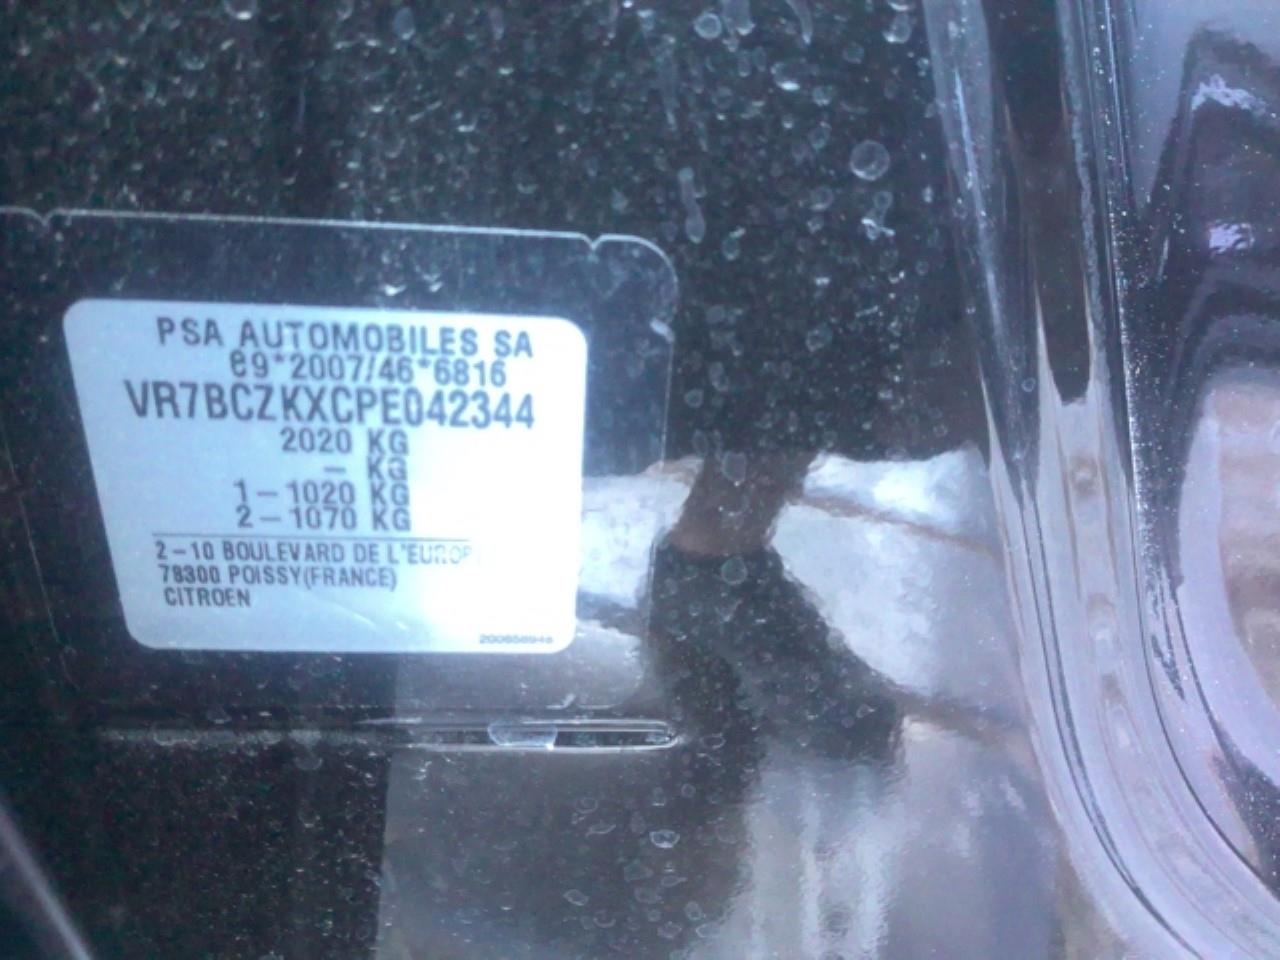 PSA AUTOMOBILES SA
e9*2007/46*6816
VR7BCZKXCPE042344
2020 KG
- KG
1-1020 KG
2-1070 KG
2-10 BOULEVARD DE L'EUROPE
78300 POISSY(FRANCE)
CITROEN